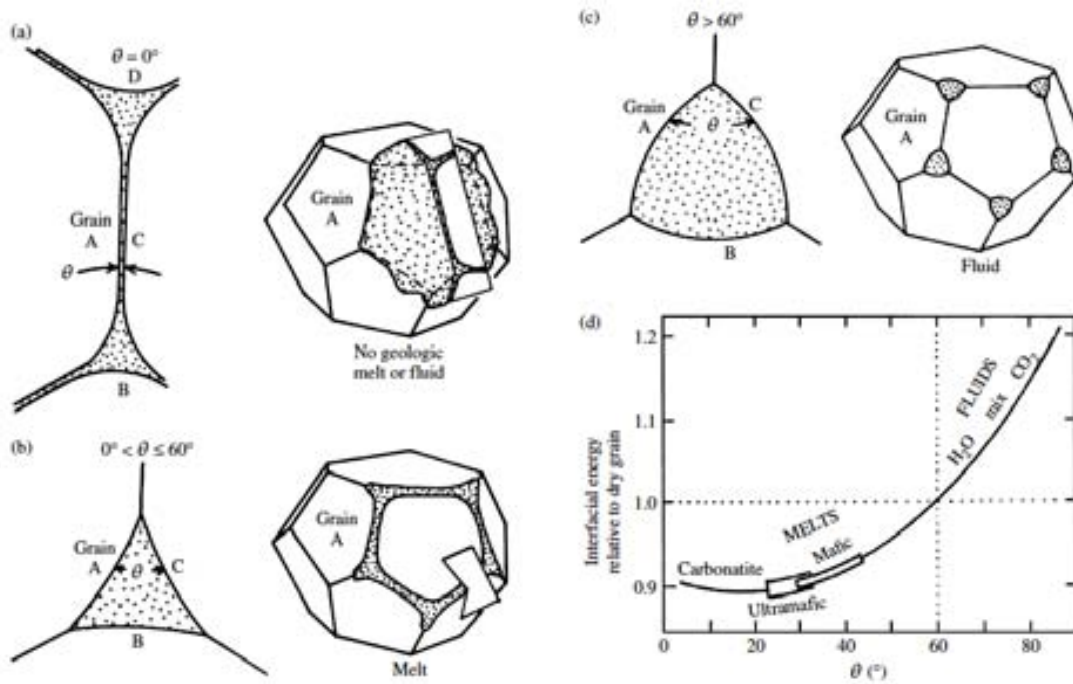 (a)
θ = 0°
D
Grain
A
C
θ
B
No geologic
melt or fluid
Grain
A
(b)
0° < θ ≤ 60°
Grain
A
θ
C
B
Grain
A
Melt
(c)
θ > 60°
Grain
A
C
θ
B
Grain
A
Fluid
(d)
Interfacial energy
relative to dry grain
1.2
1.1
1.0
0.9
FLUIDS
H₂O mix CO₂
MELTS
Mafic
Carbonatite
Ultramafic
0
20
40
60
80
θ (°)